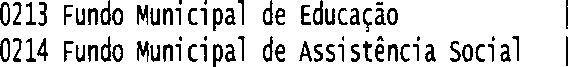 0213 Fundo Municipal de Educação
0214 Fundo Municipal de Assistência Social